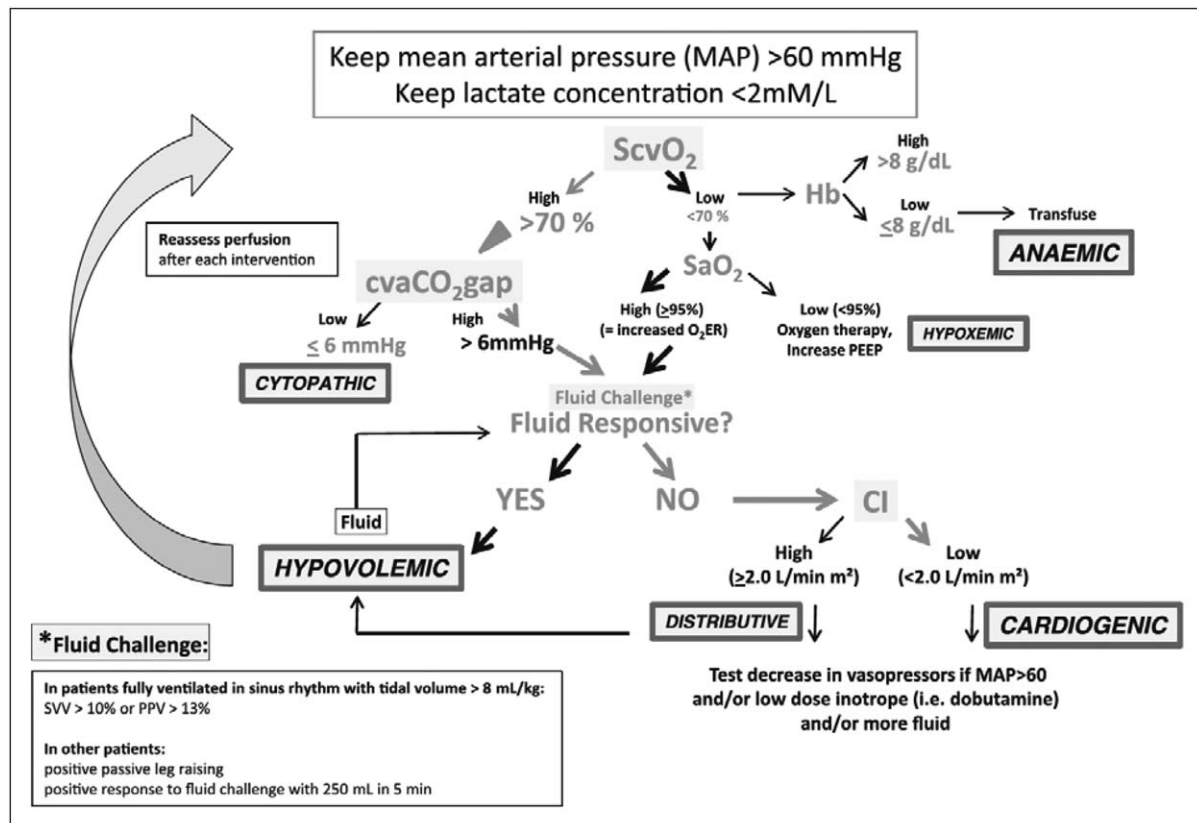 Keep mean arterial pressure (MAP) >60 mmHg
Keep lactate concentration <2mM/L
ScvO₂
High
>70 %
Low
<70 %
Hb
High
>8 g/dL
Low
≤8 g/dL
Transfuse
ANAEMIC
Reassess perfusion
after each intervention
cvaCO₂gap
Low
≤ 6 mmHg
CYTOPATHIC
High
> 6mmHg
SaO₂
High (≥95%)
(= increased O₂ER)
Low (<95%)
Oxygen therapy,
Increase PEEP
HYPOXEMIC
Fluid Challenge*
Fluid Responsive?
YES
NO
Fluid
HYPOVOLEMIC
CI
High
(≥2.0 L/min m²)
Low
(<2.0 L/min m²)
DISTRIBUTIVE
CARDIOGENIC
Test decrease in vasopressors if MAP>60
and/or low dose inotrope (i.e. dobutamine)
and/or more fluid
*Fluid Challenge:
In patients fully ventilated in sinus rhythm with tidal volume > 8 mL/kg:
SVV > 10% or PPV > 13%
In other patients:
positive passive leg raising
positive response to fluid challenge with 250 mL in 5 min